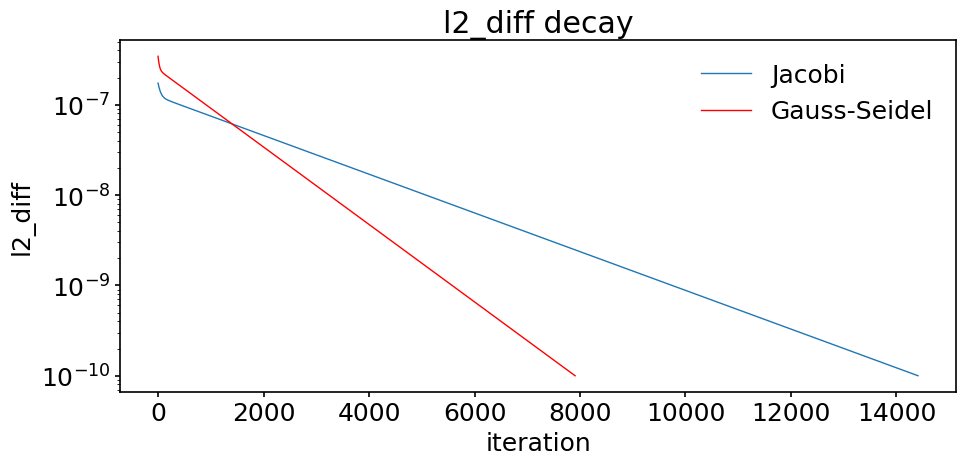 l2_diff decay
Jacobi
Gauss-Seidel
l2_diff
10⁻⁷
10⁻⁸
10⁻⁹
10⁻¹⁰
0 2000 4000 6000 8000 10000 12000 14000
iteration